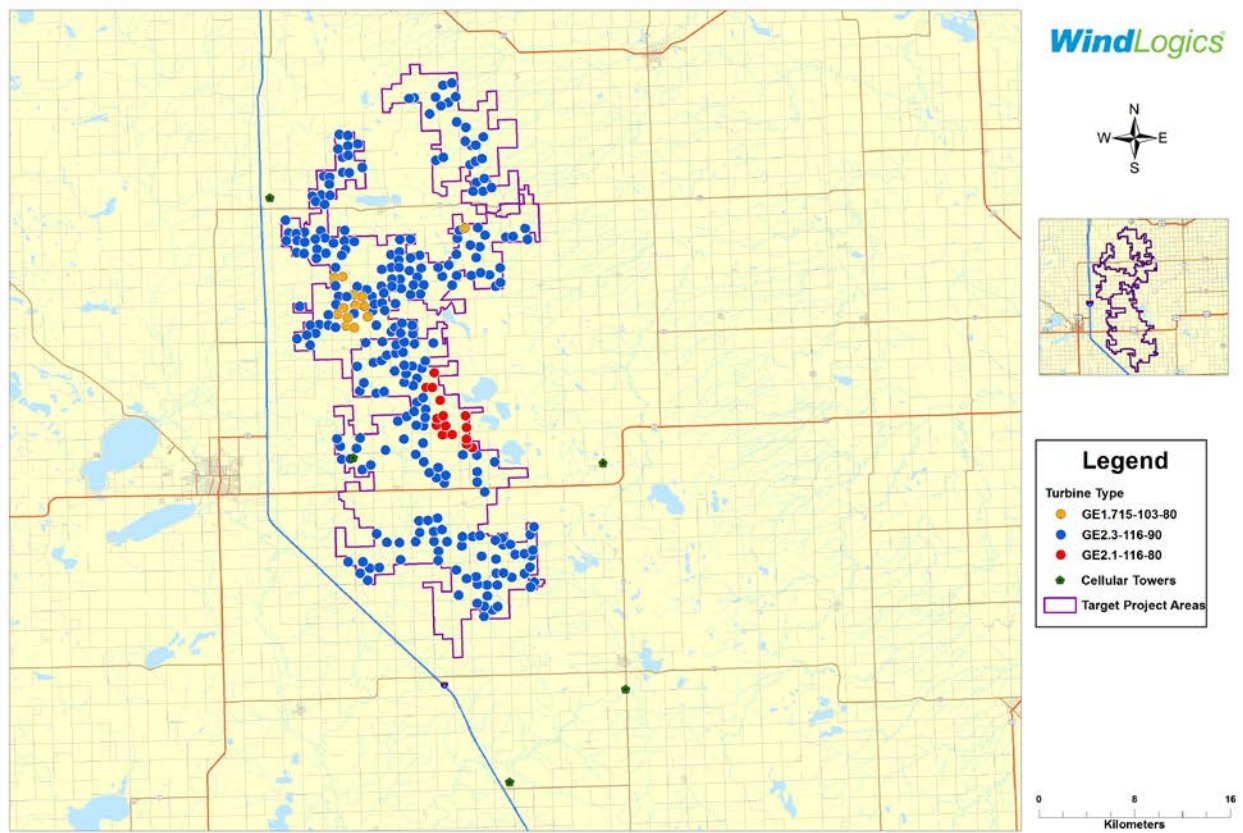 WindLogics
N
W E
S
Legend
Turbine Type
GE1.715-103-80
GE2.3-116-90
GE2.1-116-80
Cellular Towers
Target Project Areas
0 8 16
Kilometers